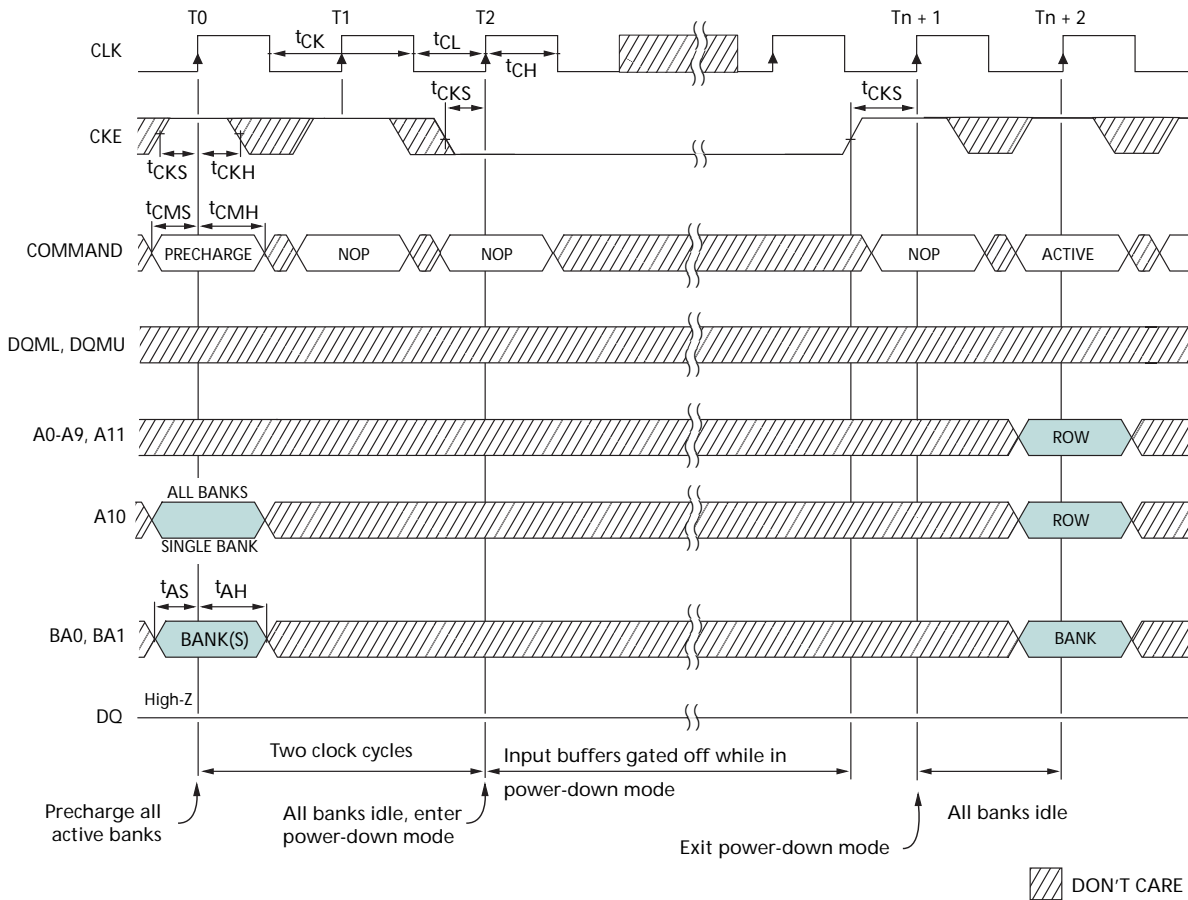 T0 T1 T2 Tn + 1 Tn + 2
CLK
tCK tCL
tCH
tCKS tCKS
CKE
tCKS tCKH
tCMS tCMH
COMMAND PRECHARGE NOP NOP NOP ACTIVE
DQML, DQMU
A0-A9, A11 ROW
ALL BANKS
A10 ROW
SINGLE BANK
tAS tAH
BA0, BA1 BANK(S) BANK
High-Z
DQ
Two clock cycles
Input buffers gated off while in
power-down mode
Precharge all
active banks
All banks idle, enter
power-down mode
Exit power-down mode
All banks idle
DON'T CARE